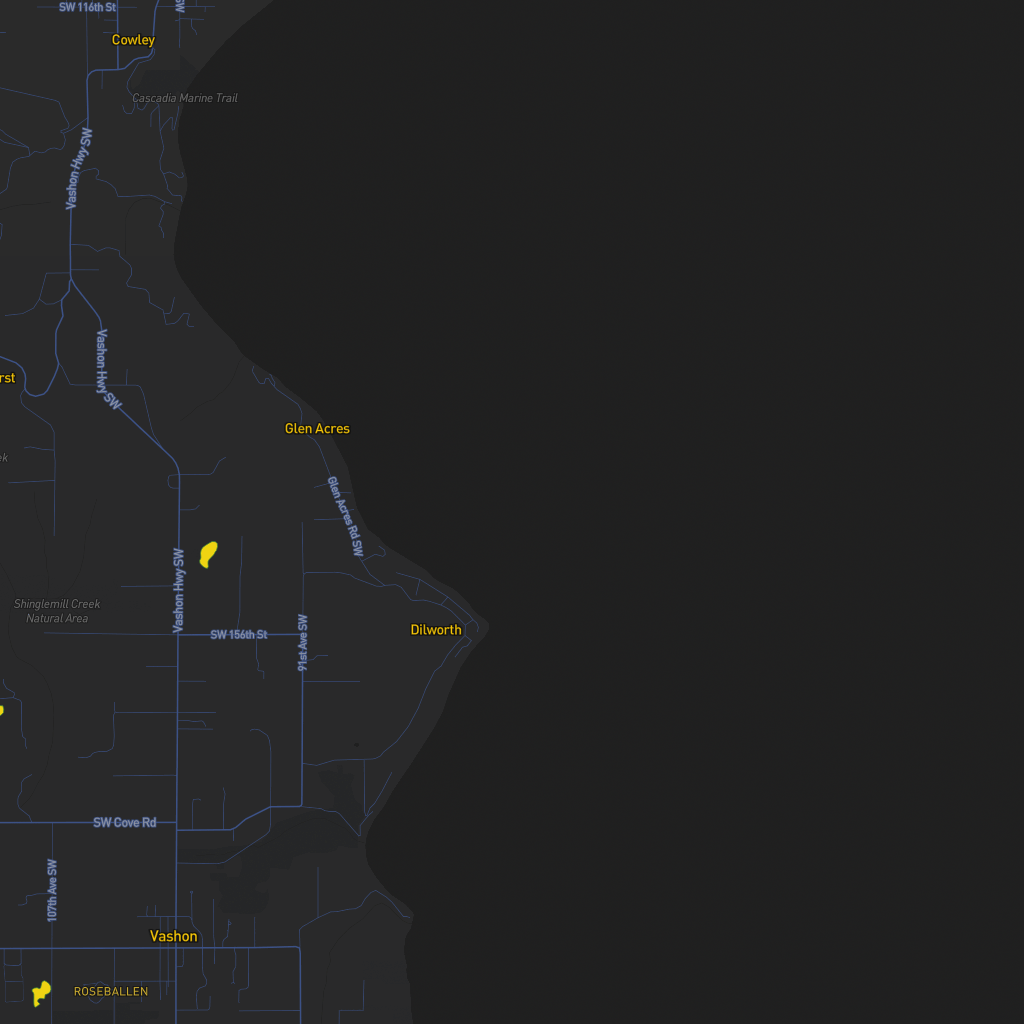 SW 116th St
SW
Cowley
Cascadia Marine Trail
Vashon Hwy SW
Vashon Hwy SW
rst
Glen Acres
ek
Glen Acres Rd SW
Vashon Hwy SW
Shinglemill Creek
Natural Area
SW 156th St
91st Ave SW
Dilworth
SW Cove Rd
107th Ave SW
Vashon
ROSEBALLEN